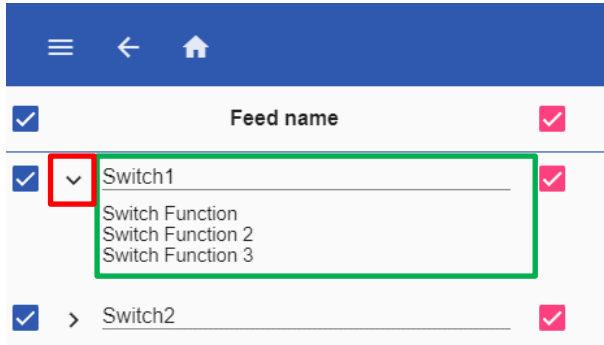 Feed name
Switch1
Switch Function
Switch Function 2
Switch Function 3
Switch2